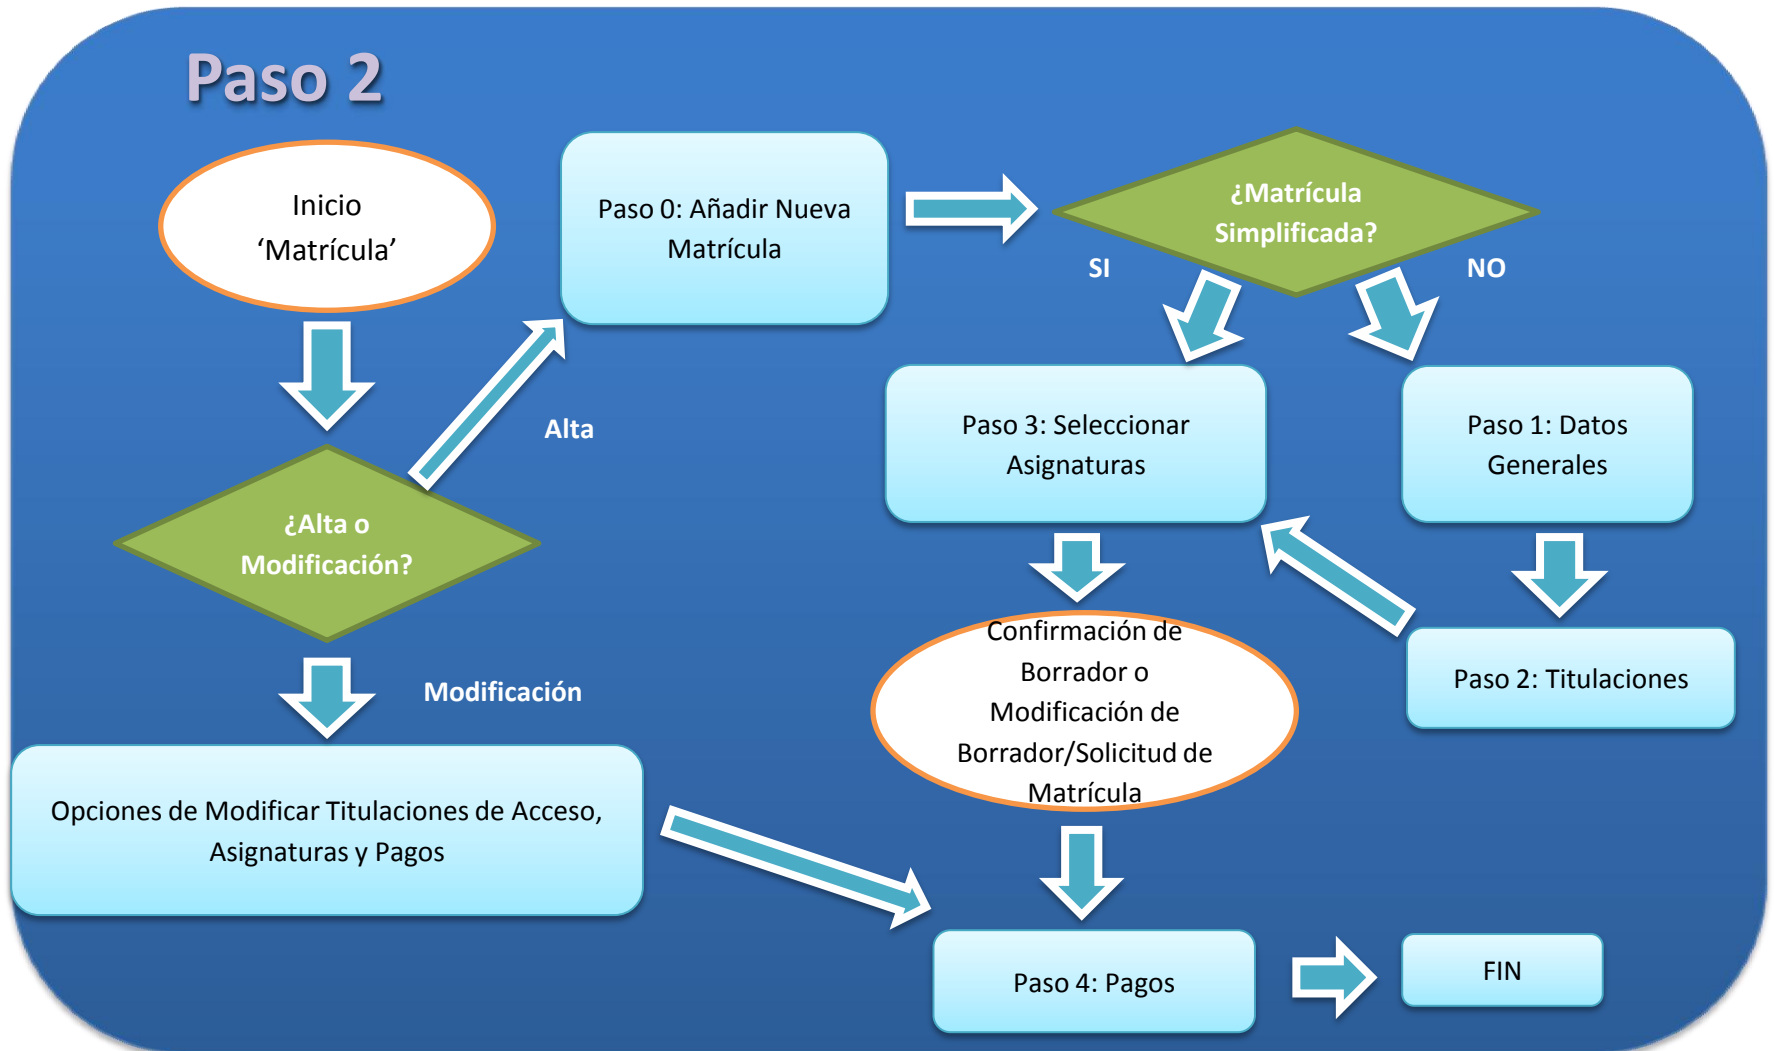 Paso 2
Inicio
‘Matrícula’
Paso 0: Añadir Nueva
Matrícula
¿Matrícula
Simplificada?
SI
NO
Alta
Paso 3: Seleccionar
Asignaturas
Paso 1: Datos
Generales
¿Alta o
Modificación?
Confirmación de
Borrador o
Modificación de
Borrador/Solicitud de
Matrícula
Paso 2: Titulaciones
Modificación
Opciones de Modificar Titulaciones de Acceso,
Asignaturas y Pagos
Paso 4: Pagos
FIN